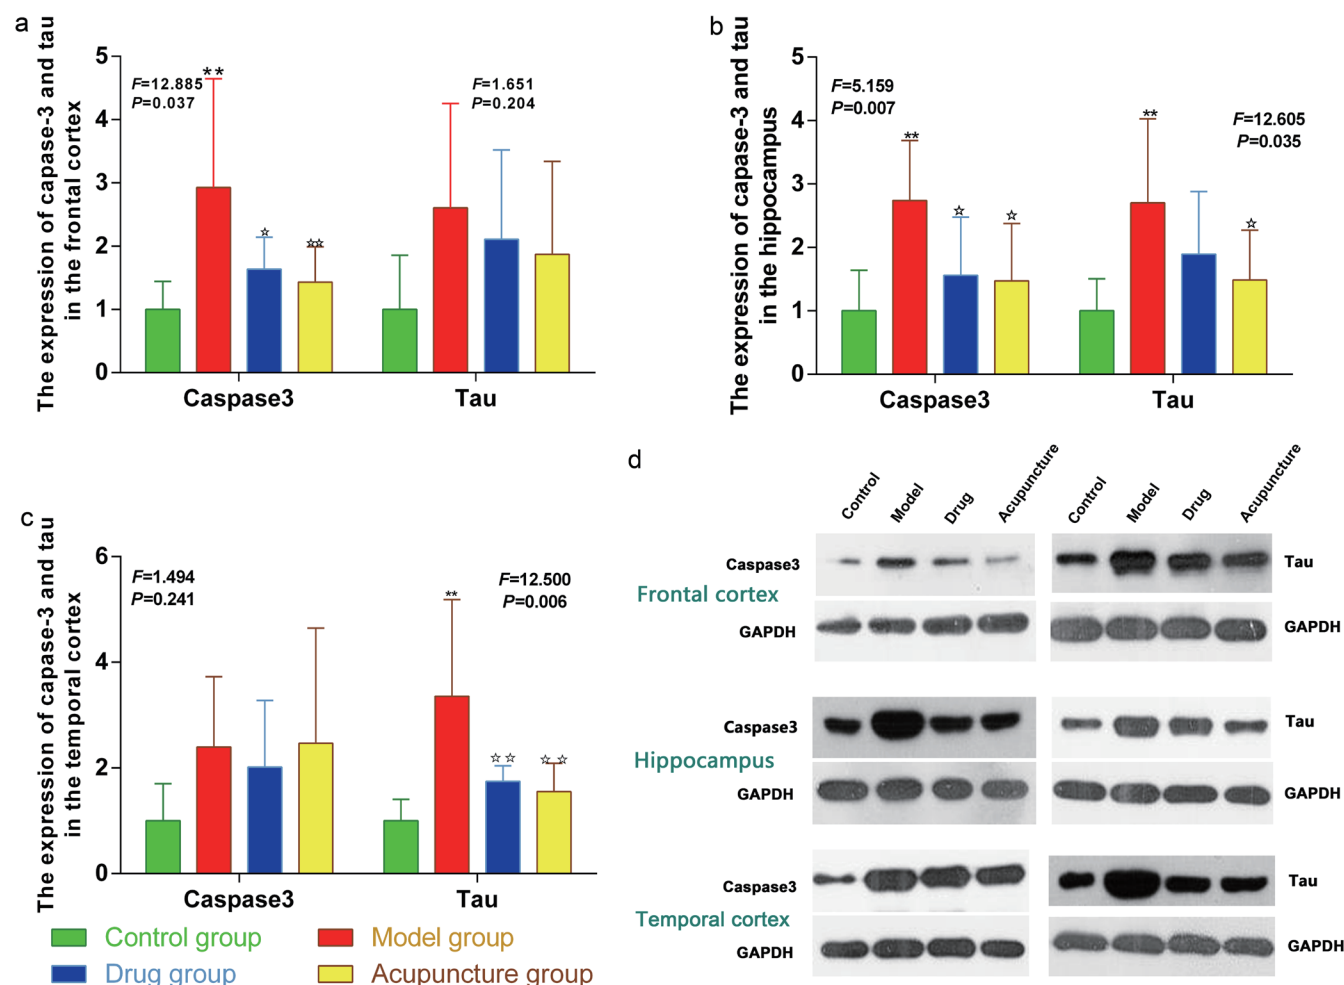 a
The expression of capase-3 and tau
in the frontal cortex
5
4
3
2
1
0
F=12.885
P=0.037
**
☆
☆☆
F=1.651
P=0.204
Caspase3
Tau
b
The expression of capase-3 and tau
in the hippocampus
5
4
3
2
1
0
F=5.159
P=0.007
**
☆
☆
**
☆
F=12.605
P=0.035
Caspase3
Tau
c
The expression of capase-3 and tau
in the temporal cortex
6
4
2
0
F=1.494
P=0.241
F=12.500
P=0.006
**
☆☆
☆☆
Caspase3
Tau
Control group
Model group
Drug group
Acupuncture group
d
Control
Model
Drug
Acupuncture
Control
Model
Drug
Acupuncture
Caspase3
Tau
Frontal cortex
GAPDH
GAPDH
Caspase3
Tau
Hippocampus
GAPDH
GAPDH
Caspase3
Tau
Temporal cortex
GAPDH
GAPDH